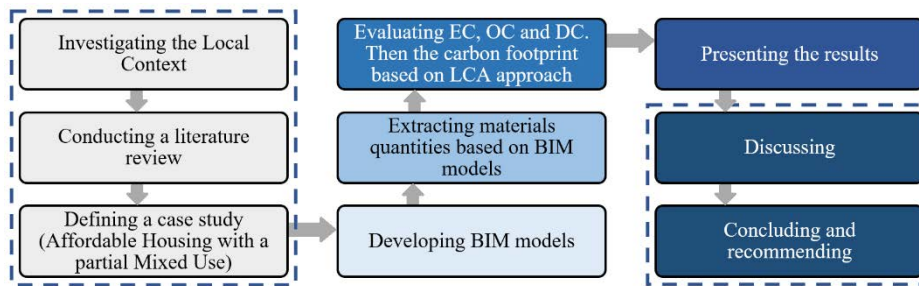 Investigating the Local
Context
Conducting a literature
review
Defining a case study
(Affordable Housing with a
partial Mixed Use)
Developing BIM models
Extracting materials
quantities based on BIM
models
Evaluating EC, OC and DC.
Then the carbon footprint
based on LCA approach
Presenting the results
Discussing
Concluding and
recommending